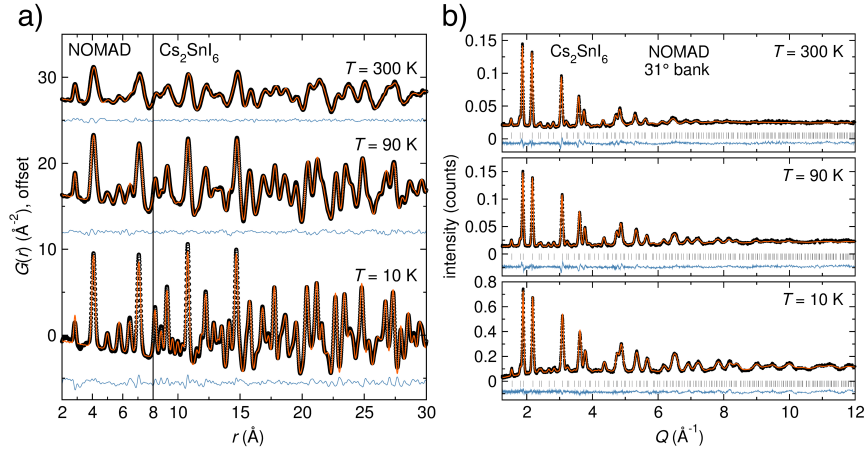 a)
NOMAD
Cs₂SnI₆
T = 300 K
T = 90 K
T = 10 K
30
20
10
0
G(r) (Å⁻²), offset
2 4 6 8 10 15 20 25 30
r (Å)
b)
Cs₂SnI₆
NOMAD
31° bank
T = 300 K
0.15
0.1
0.05
0
T = 90 K
0.15
0.1
0.05
0
T = 10 K
0.8
0.6
0.4
0.2
0
intensity (counts)
2 4 6 8 10 12
Q (Å⁻¹)